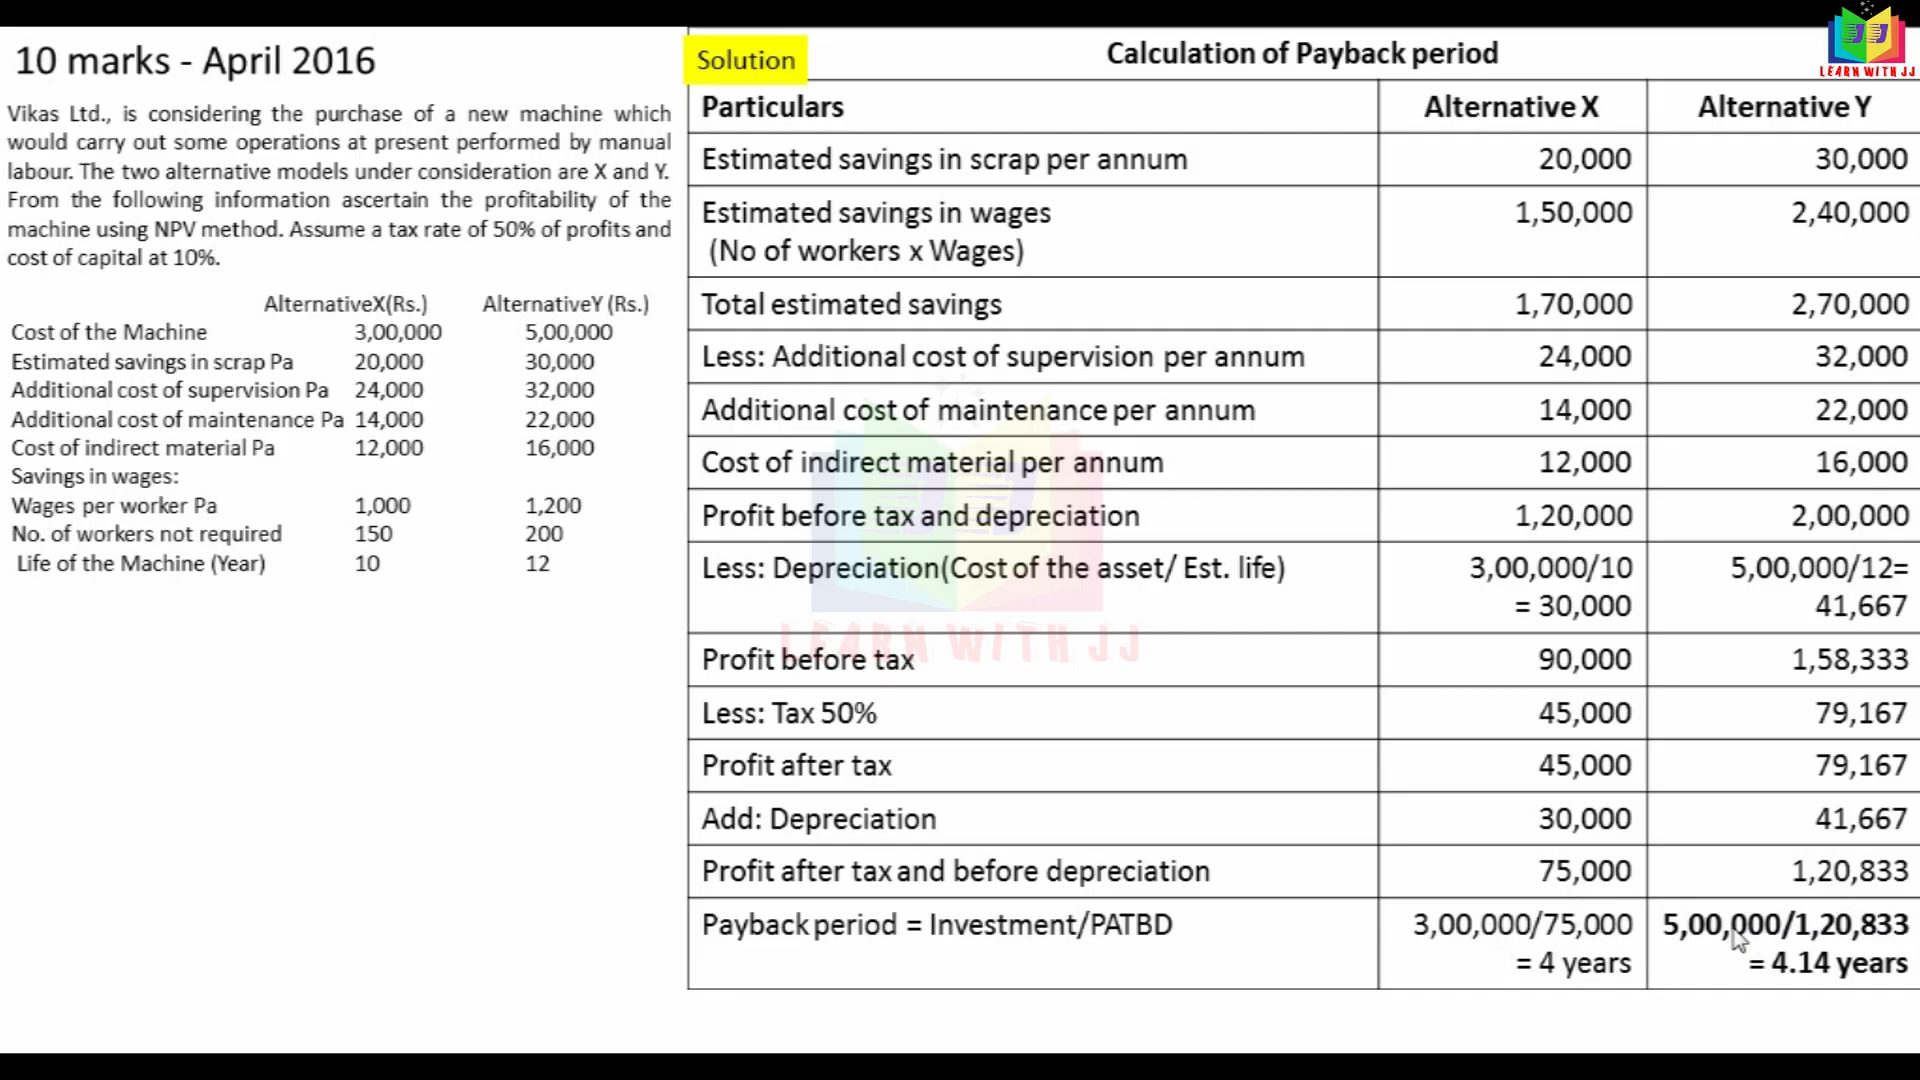 10 marks - April 2016
Vikas Ltd., is considering the purchase of a new machine which
would carry out some operations at present performed by manual
labour. The two alternative models under consideration are X and Y.
From the following information ascertain the profitability of the
machine using NPV method. Assume a tax rate of 50% of profits and
cost of capital at 10%.
AlternativeX(Rs.) AlternativeY (Rs.)
Cost of the Machine 3,00,000 5,00,000
Estimated savings in scrap Pa 20,000 30,000
Additional cost of supervision Pa 24,000 32,000
Additional cost of maintenance Pa 14,000 22,000
Cost of indirect material Pa 12,000 16,000
Savings in wages:
Wages per worker Pa 1,000 1,200
No. of workers not required 150 200
Life of the Machine (Year) 10 12
Solution
Calculation of Payback period
LEARN WITH JJ
Particulars Alternative X Alternative Y
Estimated savings in scrap per annum 20,000 30,000
Estimated savings in wages 1,50,000 2,40,000
(No of workers x Wages)
Total estimated savings 1,70,000 2,70,000
Less: Additional cost of supervision per annum 24,000 32,000
Additional cost of maintenance per annum 14,000 22,000
Cost of indirect material per annum 12,000 16,000
Profit before tax and depreciation 1,20,000 2,00,000
Less: Depreciation(Cost of the asset/ Est. life) 3,00,000/10 5,00,000/12=
= 30,000 41,667
LEARN WITH JJ
Profit before tax 90,000 1,58,333
Less: Tax 50% 45,000 79,167
Profit after tax 45,000 79,167
Add: Depreciation 30,000 41,667
Profit after tax and before depreciation 75,000 1,20,833
Payback period = Investment/PATBD 3,00,000/75,000 5,00,000/1,20,833
= 4 years = 4.14 years